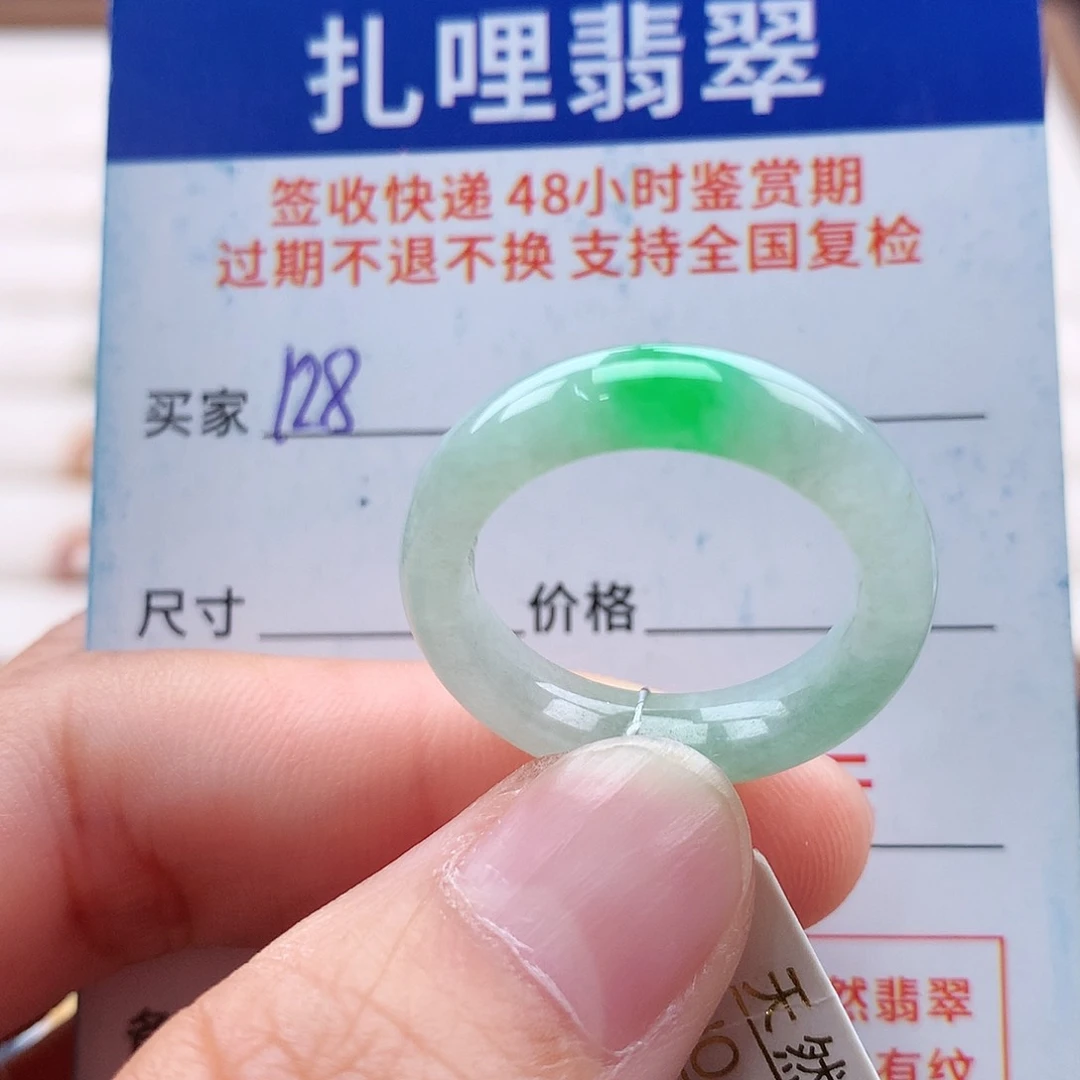 扎哩翡翠
签收快递 48小时鉴赏期
过期不退不换 支持全国复检
买家 128
尺寸 价格
然翡翠
有纹
天然